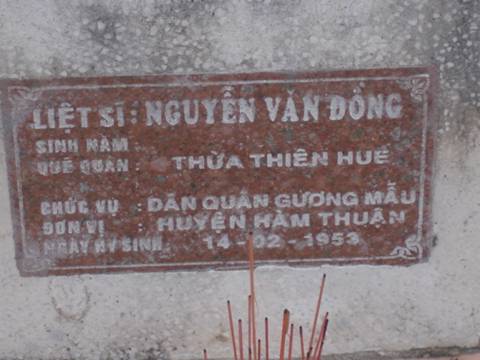 LIỆT SĨ: NGUYỄN VĂN ĐỒNG
SINH NĂM :
QUÊ QUÁN : THỪA THIÊN HUẾ
CHỨC VỤ : DÂN QUÂN GƯƠNG MẪU
ĐƠN VỊ : HUYỆN HÀM THUẬN
NGÀY HY SINH: 14-02-1953